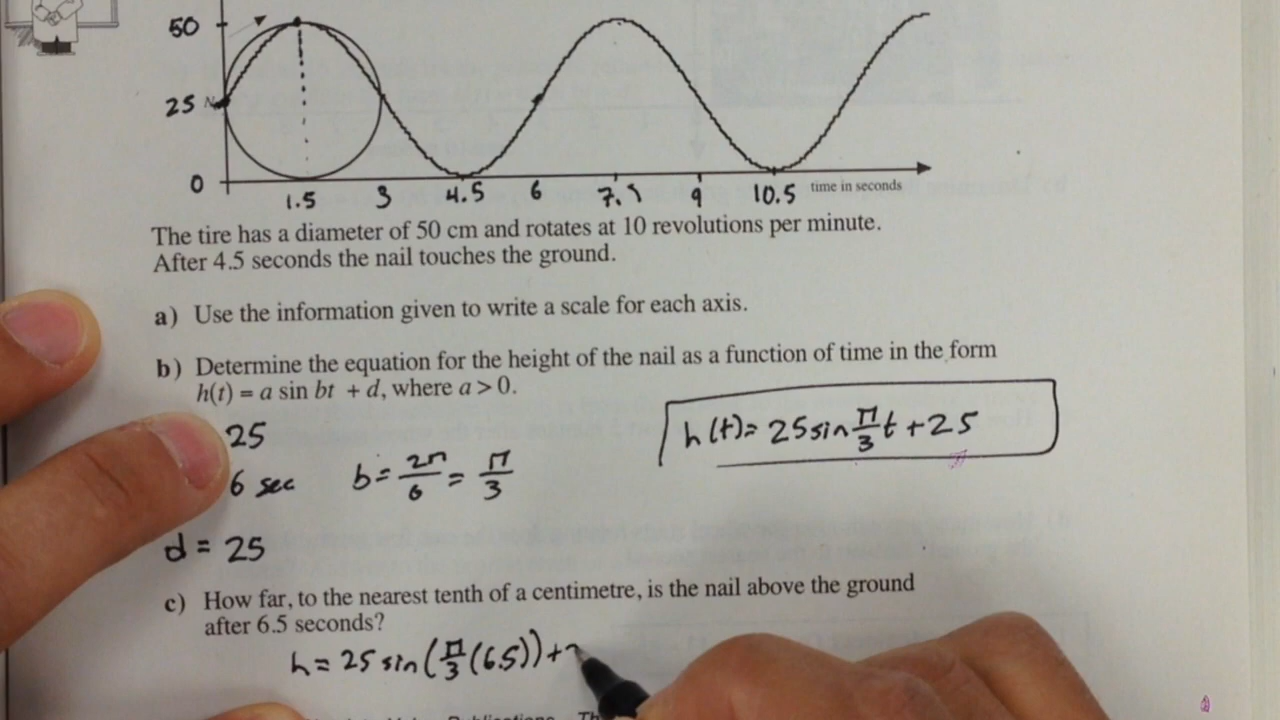 50
25 N
0
1.5 3 4.5 6 7.5 9 10.5 time in seconds
The tire has a diameter of 50 cm and rotates at 10 revolutions per minute.
After 4.5 seconds the nail touches the ground.
a) Use the information given to write a scale for each axis.
b) Determine the equation for the height of the nail as a function of time in the form
h(t) = a sin bt + d, where a > 0.
25
h(t)= 25 sin π/3 t + 25
6 sec b = 2π/6 = π/3
d = 25
c) How far, to the nearest tenth of a centimetre, is the nail above the ground
after 6.5 seconds?
h = 25 sin (π/3 (6.5)) +